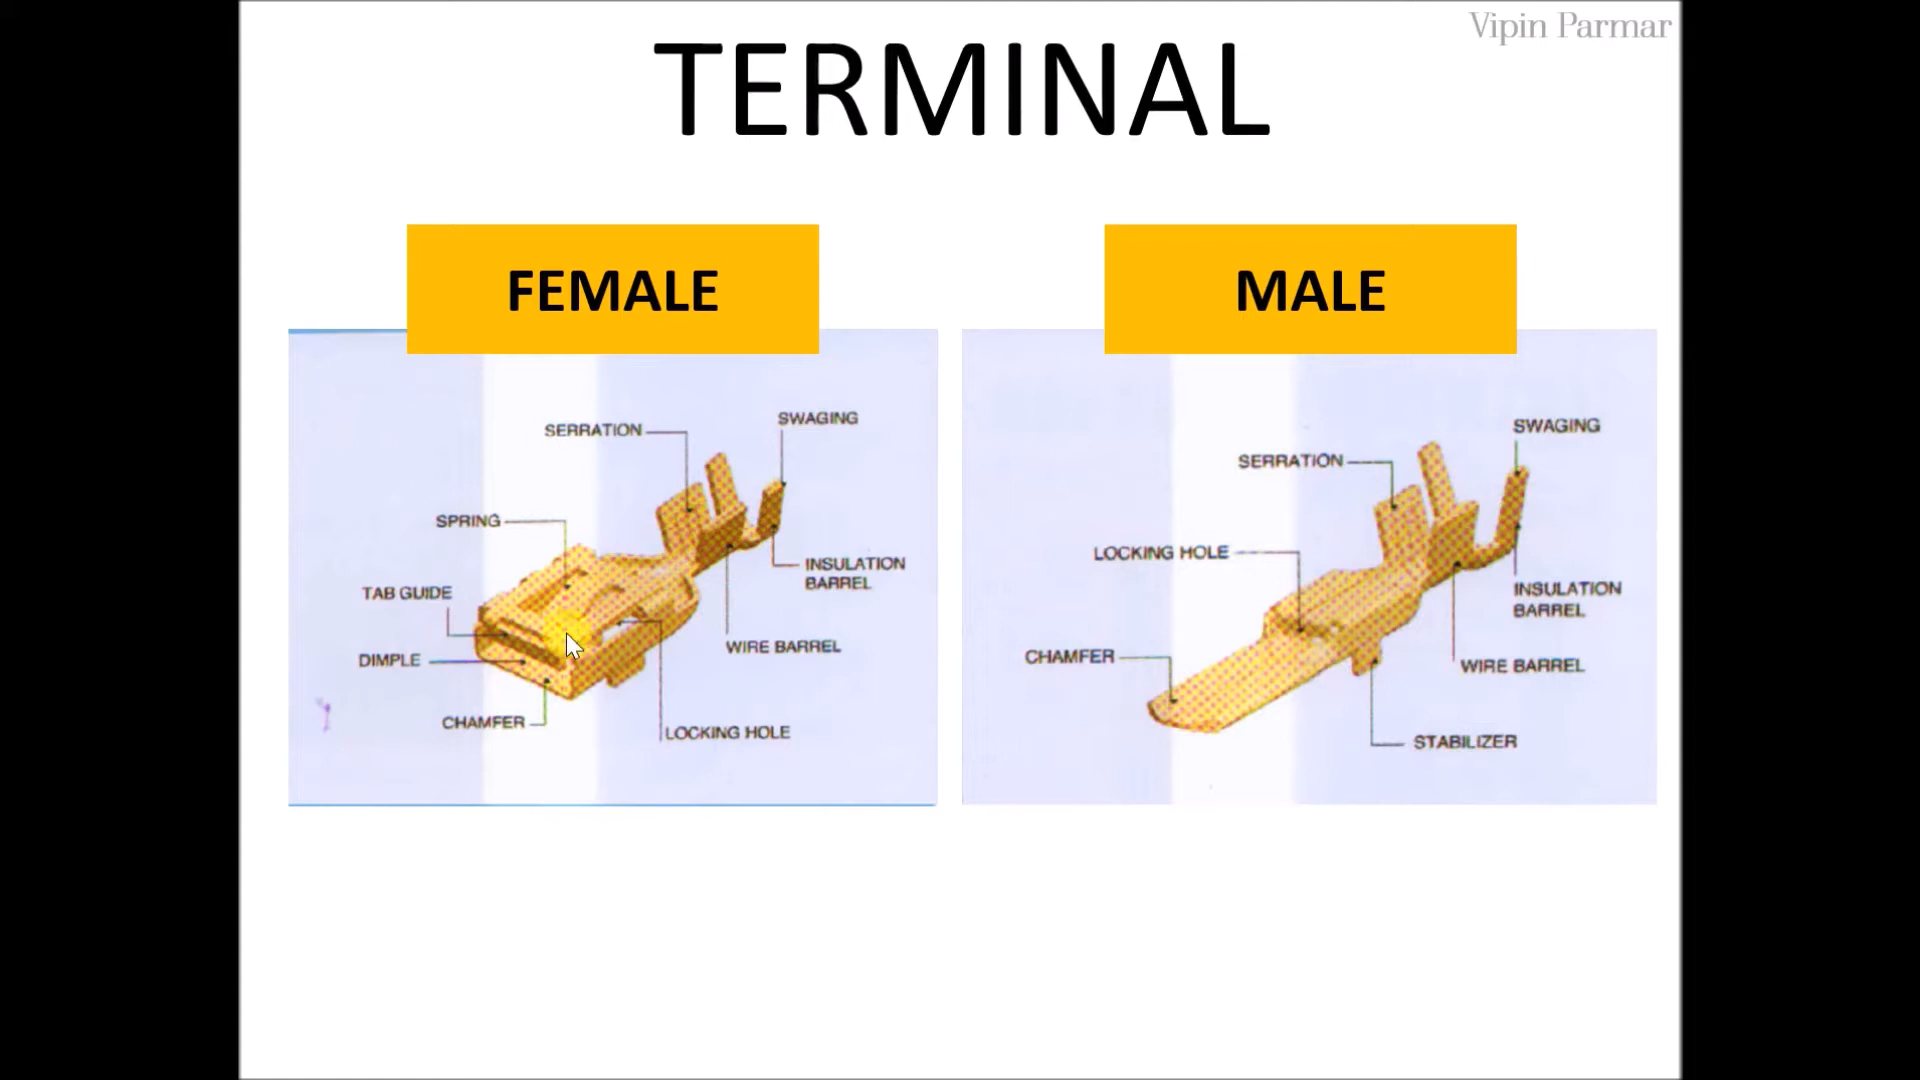 Vipin Parmar
TERMINAL
FEMALE
MALE
SERRATION
SWAGING
SPRING
TAB GUIDE
DIMPLE
CHAMFER
INSULATION
BARREL
WIRE BARREL
LOCKING HOLE
SWAGING
SERRATION
LOCKING HOLE
CHAMFER
INSULATION
BARREL
WIRE BARREL
STABILIZER